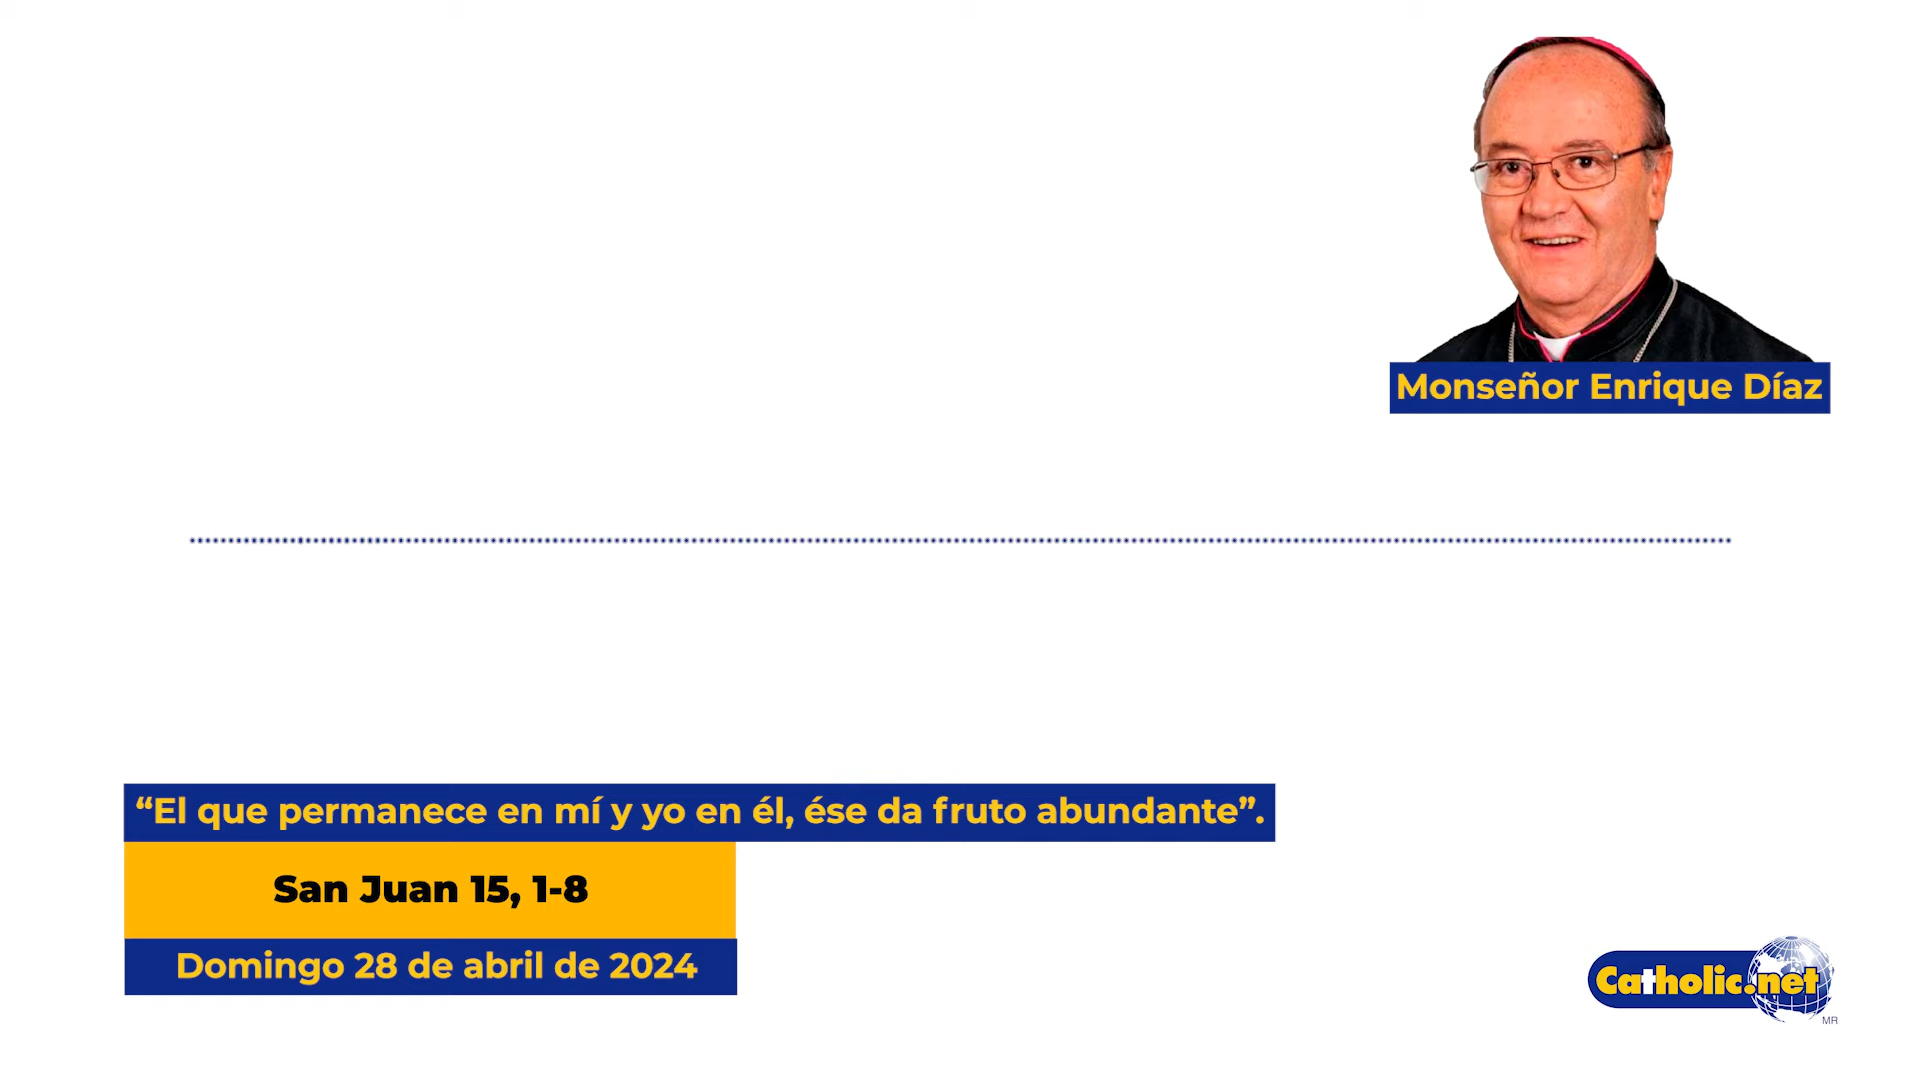 Monseñor Enrique Díaz
“El que permanece en mí y yo en él, ése da fruto abundante”.
San Juan 15, 1-8
Domingo 28 de abril de 2024
Catholic.net
MR